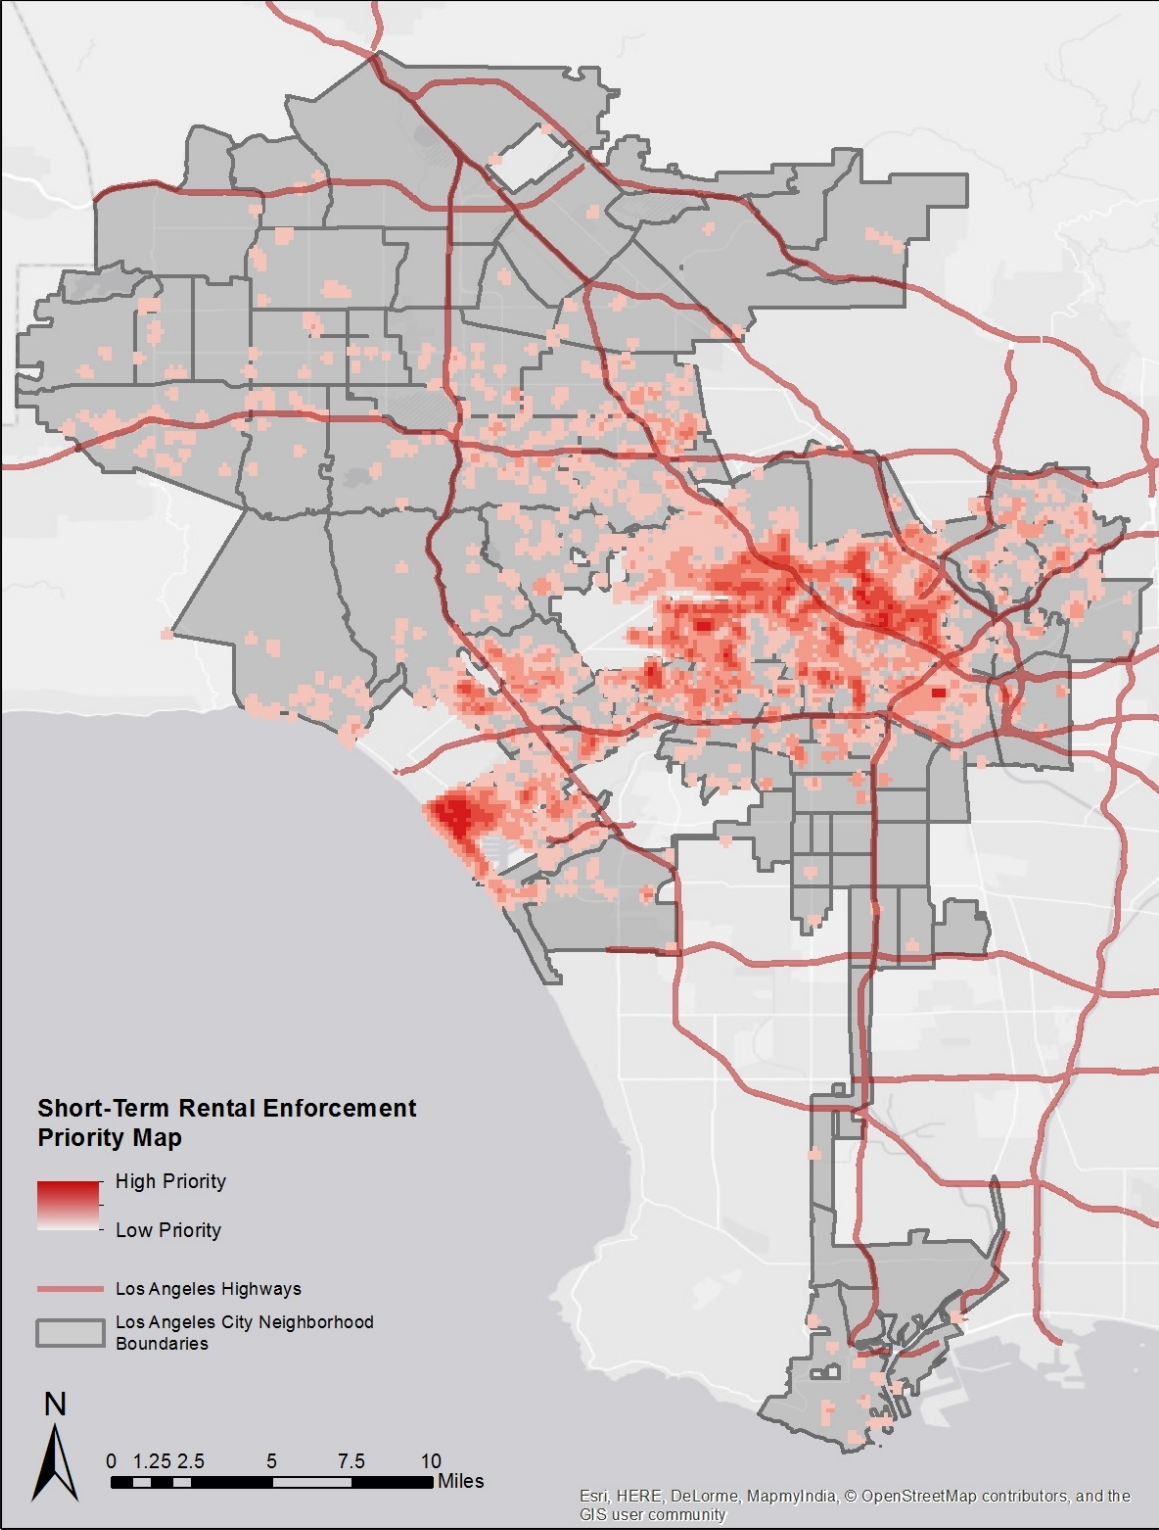 Short-Term Rental Enforcement
Priority Map
High Priority
Low Priority
Los Angeles Highways
Los Angeles City Neighborhood
Boundaries
N
0 1.25 2.5 5 7.5 10
Miles
Esri, HERE, DeLorme, MapmyIndia, © OpenStreetMap contributors, and the
GIS user community